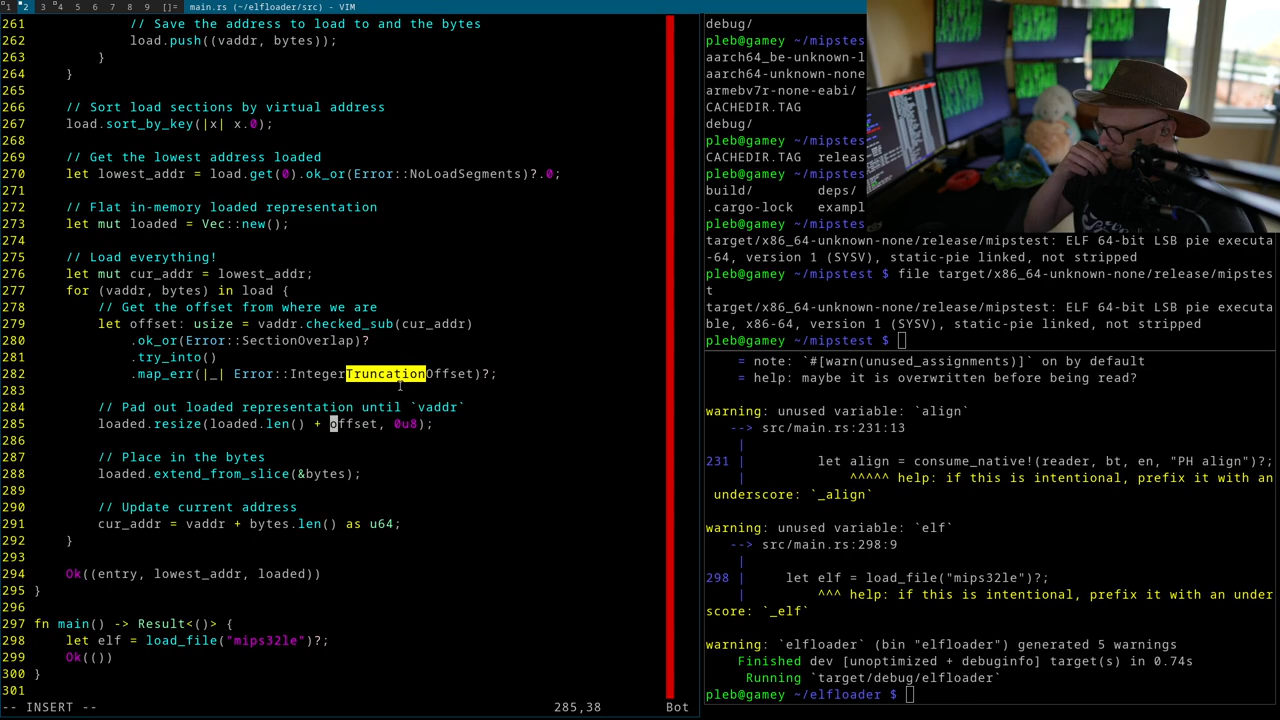 1 2 3 4 5 6 7 8 9 []= main.rs (~/elfloader/src) - VIM
261             // Save the address to load to and the bytes
262             load.push((vaddr, bytes));
263         }
264     }
265
266     // Sort load sections by virtual address
267     load.sort_by_key(|x| x.0);
268
269     // Get the lowest address loaded
270     let lowest_addr = load.get(0).ok_or(Error::NoLoadSegments)?.0;
271
272     // Flat in-memory loaded representation
273     let mut loaded = Vec::new();
274
275     // Load everything!
276     let mut cur_addr = lowest_addr;
277     for (vaddr, bytes) in load {
278         // Get the offset from where we are
279         let offset: usize = vaddr.checked_sub(cur_addr)
280             .ok_or(Error::SectionOverlap)?
281             .try_into()
282             .map_err(|_| Error::IntegerTruncationOffset)?;
283
284         // Pad out loaded representation until `vaddr`
285         loaded.resize(loaded.len() + offset, 0u8);
286
287         // Place in the bytes
288         loaded.extend_from_slice(&bytes);
289
290         // Update current address
291         cur_addr = vaddr + bytes.len() as u64;
292     }
293
294     Ok((entry, lowest_addr, loaded))
295 }
296
297 fn main() -> Result<()> {
298     let elf = load_file("mips32le")?;
299     Ok(())
300 }
301
-- INSERT -- 285,38 Bot
debug/
pleb@gamey ~/mipstes
aarch64_be-unknown-l
aarch64-unknown-none
armebv7r-none-eabi/
CACHEDIR.TAG
debug/
pleb@gamey ~/mipstes
CACHEDIR.TAG  releas
pleb@gamey ~/mipstes
build/        deps/
.cargo-lock   exampl
pleb@gamey ~/mipstes
target/x86_64-unknown-none/release/mipstest: ELF 64-bit LSB pie executa
-64, version 1 (SYSV), static-pie linked, not stripped
pleb@gamey ~/mipstest $ file target/x86_64-unknown-none/release/mipstes
t
target/x86_64-unknown-none/release/mipstest: ELF 64-bit LSB pie executa
ble, x86-64, version 1 (SYSV), static-pie linked, not stripped
pleb@gamey ~/mipstest $
    = note: `#[warn(unused_assignments)]` on by default
    = help: maybe it is overwritten before being read?
warning: unused variable: `align`
   --> src/main.rs:231:13
    |
231 |         let align = consume_native!(reader, bt, en, "PH align")?;
    |             ^^^^^ help: if this is intentional, prefix it with an
 underscore: `_align`
warning: unused variable: `elf`
   --> src/main.rs:298:9
    |
298 |     let elf = load_file("mips32le")?;
    |         ^^^ help: if this is intentional, prefix it with an under
score: `_elf`
warning: `elfloader` (bin "elfloader") generated 5 warnings
    Finished dev [unoptimized + debuginfo] target(s) in 0.74s
     Running `target/debug/elfloader`
pleb@gamey ~/elfloader $